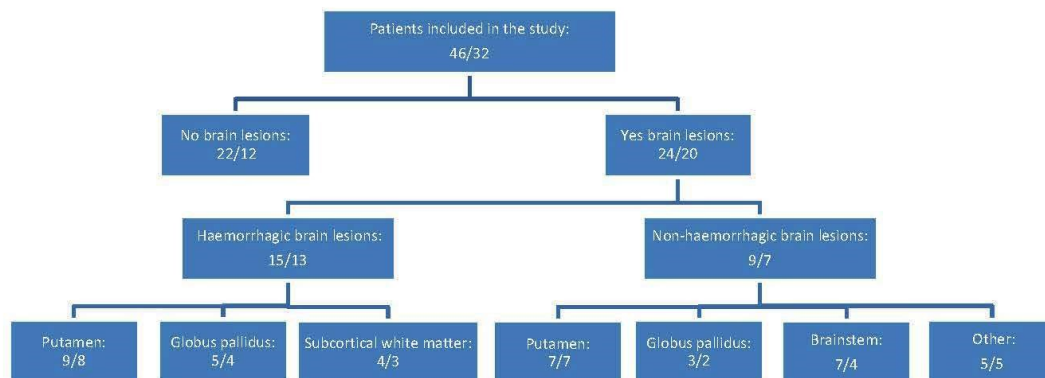 Patients included in the study:
46/32
No brain lesions:
22/12
Yes brain lesions:
24/20
Haemorrhagic brain lesions:
15/13
Non-haemorrhagic brain lesions:
9/7
Putamen:
9/8
Globus pallidus:
5/4
Subcortical white matter:
4/3
Putamen:
7/7
Globus pallidus:
3/2
Brainstem:
7/4
Other:
5/5